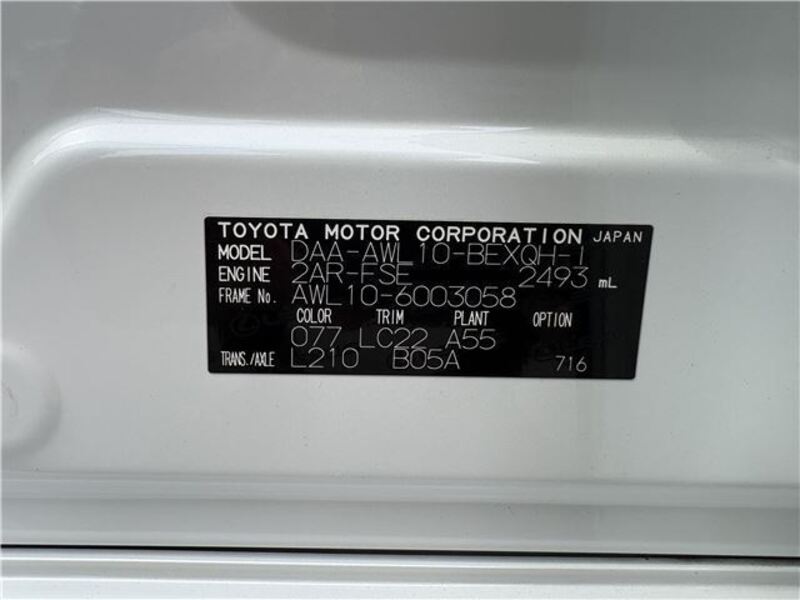 TOYOTA MOTOR CORPORATION JAPAN
MODEL DAA-AWL10-BEXQH-I
ENGINE 2AR-FSE 2493 mL
FRAME No. AWL10-6003058
COLOR TRIM PLANT OPTION
077 LC22 A55
TRANS./AXLE L210 B05A 716